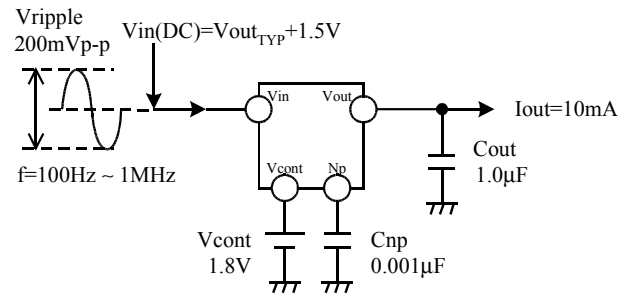 Vripple
200mVp-p
Vin(DC)=VoutTYP+1.5V
Vin
Vout
Iout=10mA
Vcont
Np
Cout
1.0μF
f=100Hz ~ 1MHz
Vcont
1.8V
Cnp
0.001μF